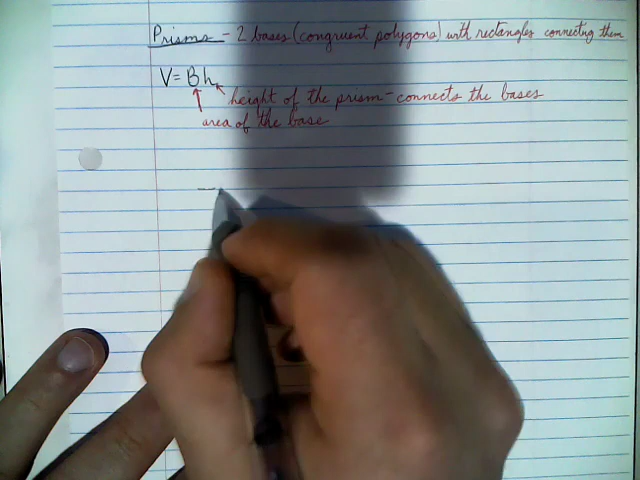 Prisms - 2 bases (congruent polygons) with rectangles connecting them
V = Bh
height of the prism - connects the bases
area of the base